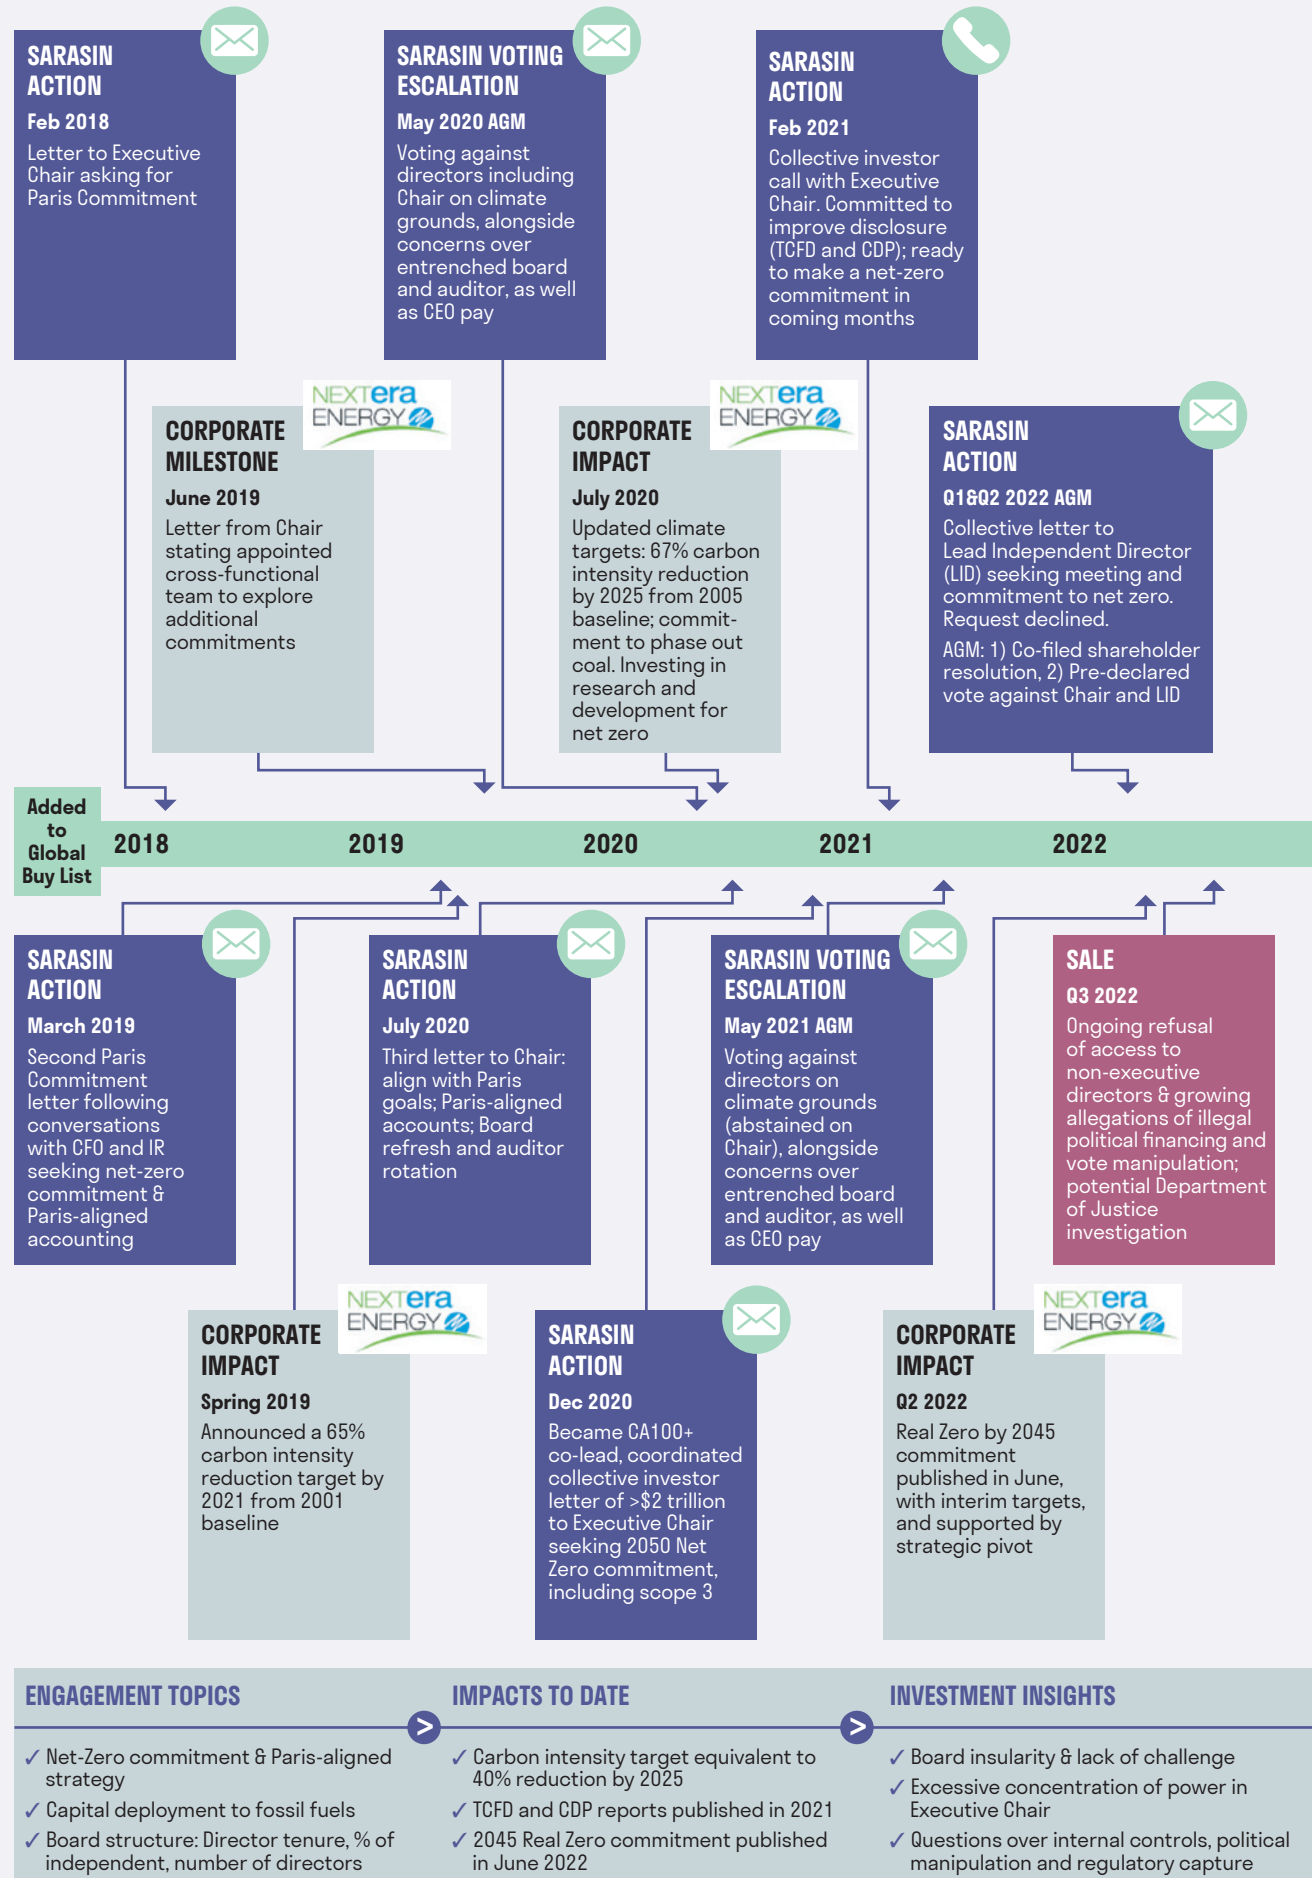 SARASIN
ACTION
Feb 2018
Letter to Executive
Chair asking for
Paris Commitment
SARASIN VOTING
ESCALATION
May 2020 AGM
Voting against
directors including
Chair on climate
grounds, alongside
concerns over
entrenched board
and auditor, as well
as CEO pay
SARASIN
ACTION
Feb 2021
Collective investor
call with Executive
Chair. Committed to
improve disclosure
(TCFD and CDP); ready
to make a net-zero
commitment in
coming months
NEXTera
ENERGY
CORPORATE
MILESTONE
June 2019
Letter from Chair
stating appointed
cross-functional
team to explore
additional
commitments
NEXTera
ENERGY
CORPORATE
IMPACT
July 2020
Updated climate
targets: 67% carbon
intensity reduction
by 2025 from 2005
baseline; commit-
ment to phase out
coal. Investing in
research and
development for
net zero
SARASIN
ACTION
Q1&Q2 2022 AGM
Collective letter to
Lead Independent Director
(LID) seeking meeting and
commitment to net zero.
Request declined.
AGM: 1) Co-filed shareholder
resolution, 2) Pre-declared
vote against Chair and LID
Added
to
Global
Buy List
2018 2019 2020 2021 2022
SARASIN
ACTION
March 2019
Second Paris
Commitment
letter following
conversations
with CFO and IR
seeking net-zero
commitment &
Paris-aligned
accounting
SARASIN
ACTION
July 2020
Third letter to Chair:
align with Paris
goals; Paris-aligned
accounts; Board
refresh and auditor
rotation
SARASIN VOTING
ESCALATION
May 2021 AGM
Voting against
directors on
climate grounds
(abstained on
Chair), alongside
concerns over
entrenched board
and auditor, as well
as CEO pay
SALE
Q3 2022
Ongoing refusal
of access to
non-executive
directors & growing
allegations of illegal
political financing and
vote manipulation;
potential Department
of Justice
investigation
NEXTera
ENERGY
CORPORATE
IMPACT
Spring 2019
Announced a 65%
carbon intensity
reduction target by
2021 from 2001
baseline
SARASIN
ACTION
Dec 2020
Became CA100+
co-lead, coordinated
collective investor
letter of >$2 trillion
to Executive Chair
seeking 2050 Net
Zero commitment,
including scope 3
NEXTera
ENERGY
CORPORATE
IMPACT
Q2 2022
Real Zero by 2045
commitment
published in June,
with interim targets,
and supported by
strategic pivot
ENGAGEMENT TOPICS
✓ Net-Zero commitment & Paris-aligned
strategy
✓ Capital deployment to fossil fuels
✓ Board structure: Director tenure, % of
independent, number of directors
>
IMPACTS TO DATE
✓ Carbon intensity target equivalent to
40% reduction by 2025
✓ TCFD and CDP reports published in 2021
✓ 2045 Real Zero commitment published
in June 2022
>
INVESTMENT INSIGHTS
✓ Board insularity & lack of challenge
✓ Excessive concentration of power in
Executive Chair
✓ Questions over internal controls, political
manipulation and regulatory capture